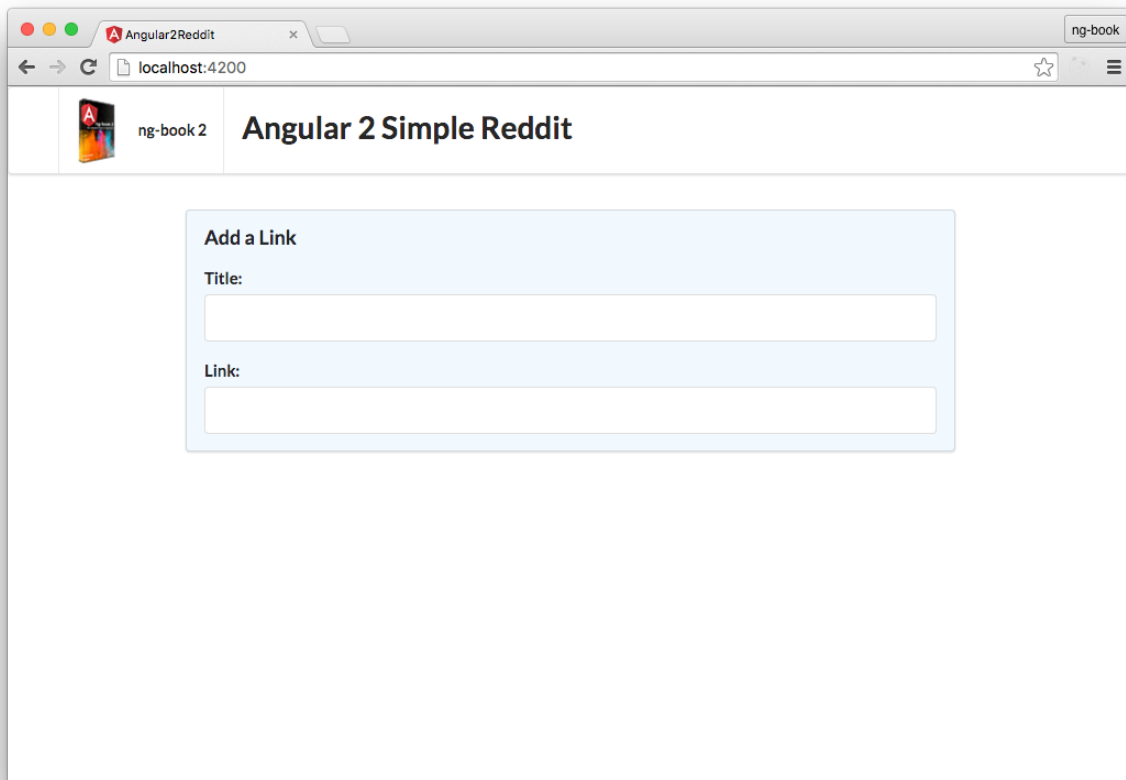 Angular2Reddit
ng-book
localhost:4200
ng-book 2
Angular 2 Simple Reddit
Add a Link
Title:
Link: